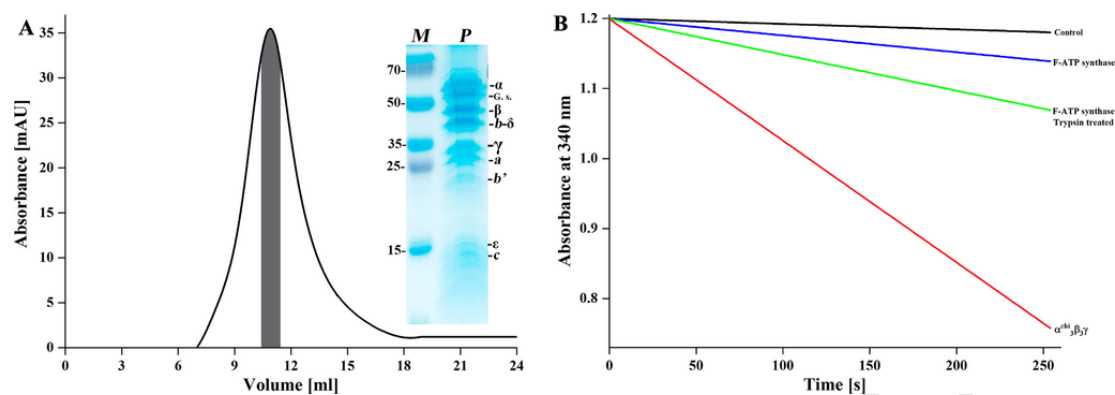 A
B
35
30
25
20
15
10
5
0
Absorbance [mAU]
0 3 6 9 12 15 18 21 24
Volume [ml]
M P
70-
50-
35-
25-
15-
-α
-G. s.
-β
-b-δ
-γ
-a
-b’
-ε
-c
1.2
1.1
1.0
0.9
0.8
Absorbance at 340 nm
0 50 100 150 200 250
Time [s]
Control
F-ATP synthase
F-ATP synthase
Trypsin treated
αchi3β3γ